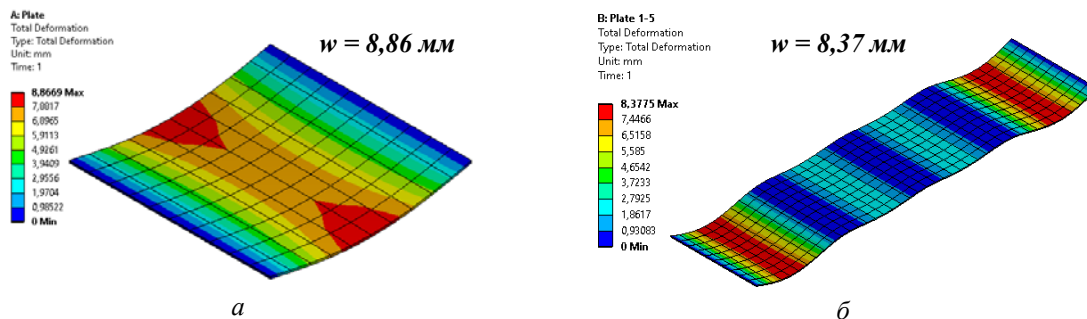 A: Plate
Total Deformation
Type: Total Deformation
Unit: mm
Time: 1
w = 8,86 мм
8,8669 Max
7,8817
6,8965
5,9113
4,9261
3,9409
2,9556
1,9704
0,98522
0 Min
а
B: Plate 1-5
Total Deformation
Type: Total Deformation
Unit: mm
Time: 1
w = 8,37 мм
8,3775 Max
7,4466
6,5158
5,585
4,6542
3,7233
2,7925
1,8617
0,93083
0 Min
б